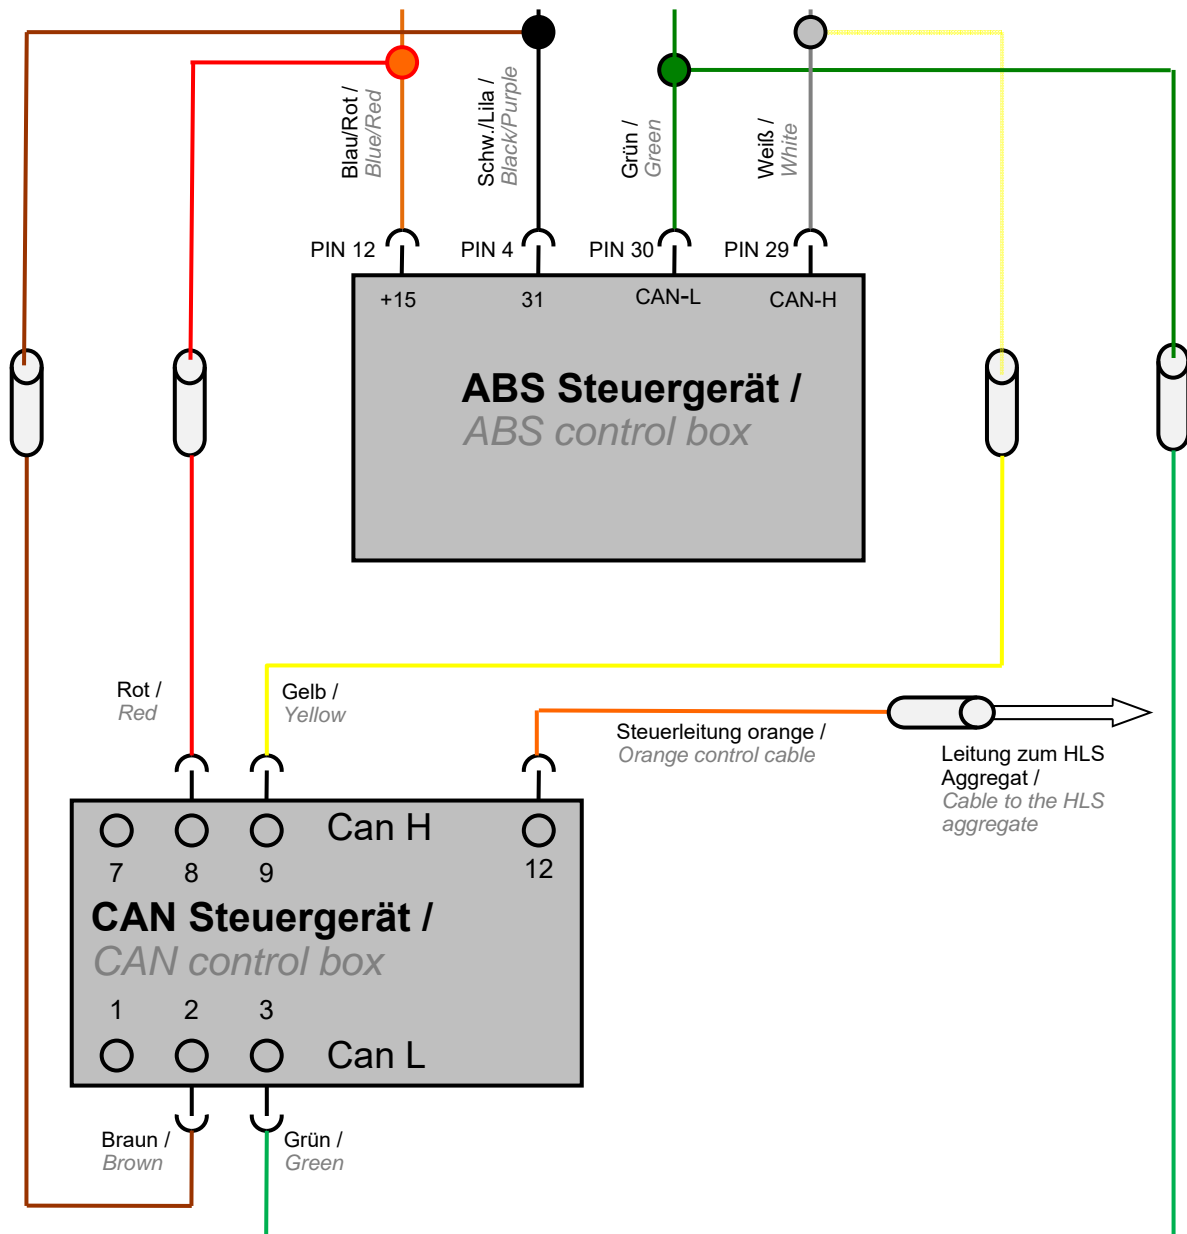 Blau/Rot /
Blue/Red
Schw./Lila /
Black/Purple
Grün /
Green
Weiß /
White
PIN 12
PIN 4
PIN 30
PIN 29
+15
31
CAN-L
CAN-H
ABS Steuergerät /
ABS control box
Rot /
Red
Gelb /
Yellow
Steuerleitung orange /
Orange control cable
Leitung zum HLS
Aggregat /
Cable to the HLS
aggregate
Can H
7
8
9
12
CAN Steuergerät /
CAN control box
1
2
3
Can L
Braun /
Brown
Grün /
Green